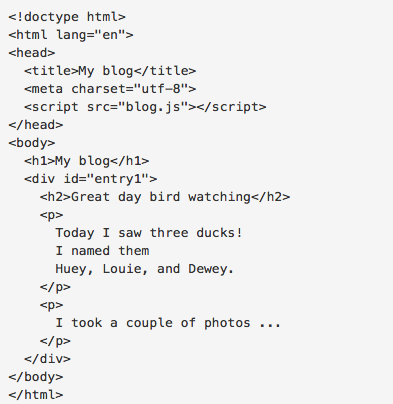 <!doctype html>
<html lang="en">
<head>
  <title>My blog</title>
  <meta charset="utf-8">
  <script src="blog.js"></script>
</head>
<body>
  <h1>My blog</h1>
  <div id="entry1">
    <h2>Great day bird watching</h2>
    <p>
      Today I saw three ducks!
      I named them
      Huey, Louie, and Dewey.
    </p>
    <p>
      I took a couple of photos ...
    </p>
  </div>
</body>
</html>